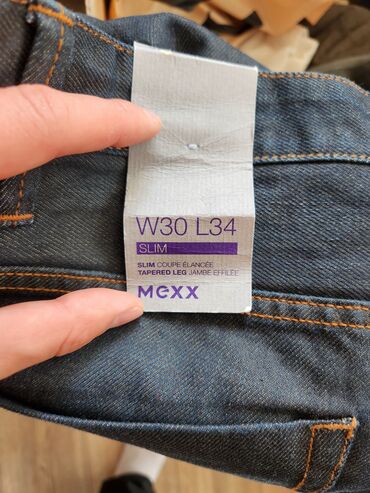 W30 L34
SLIM
SLIM COUPE ÉLANCÉE
TAPERED LEG JAMBE EFFILÉE
mexx